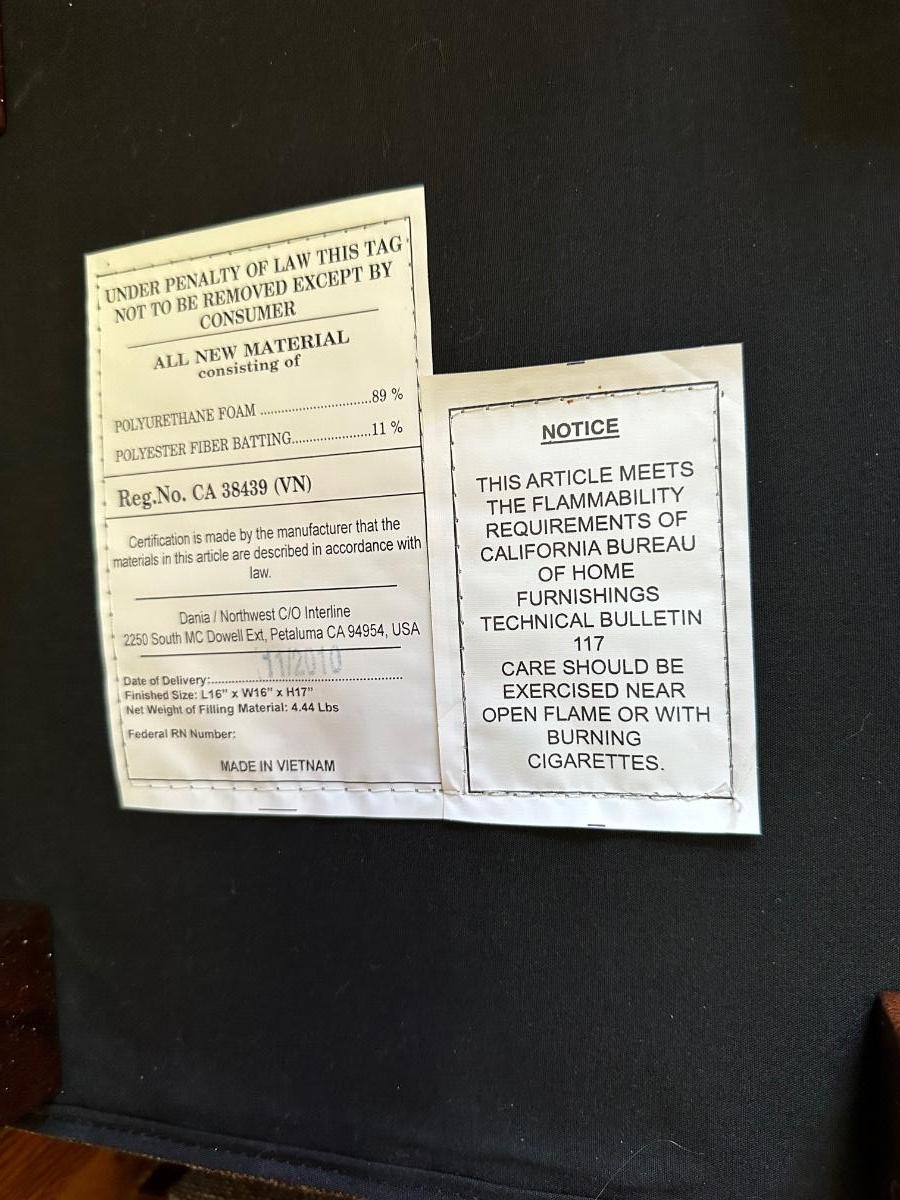 UNDER PENALTY OF LAW THIS TAG
NOT TO BE REMOVED EXCEPT BY
CONSUMER
ALL NEW MATERIAL
consisting of
POLYURETHANE FOAM ..............................89 %
POLYESTER FIBER BATTING.....................11 %
Reg.No. CA 38439 (VN)
Certification is made by the manufacturer that the
materials in this article are described in accordance with
law.
Dania / Northwest C/O Interline
2250 South MC Dowell Ext, Petaluma CA 94954, USA
11/2010
Date of Delivery:................................................
Finished Size: L16" x W16" x H17"
Net Weight of Filling Material: 4.44 Lbs
Federal RN Number:
MADE IN VIETNAM
NOTICE
THIS ARTICLE MEETS
THE FLAMMABILITY
REQUIREMENTS OF
CALIFORNIA BUREAU
OF HOME
FURNISHINGS
TECHNICAL BULLETIN
117
CARE SHOULD BE
EXERCISED NEAR
OPEN FLAME OR WITH
BURNING
CIGARETTES.